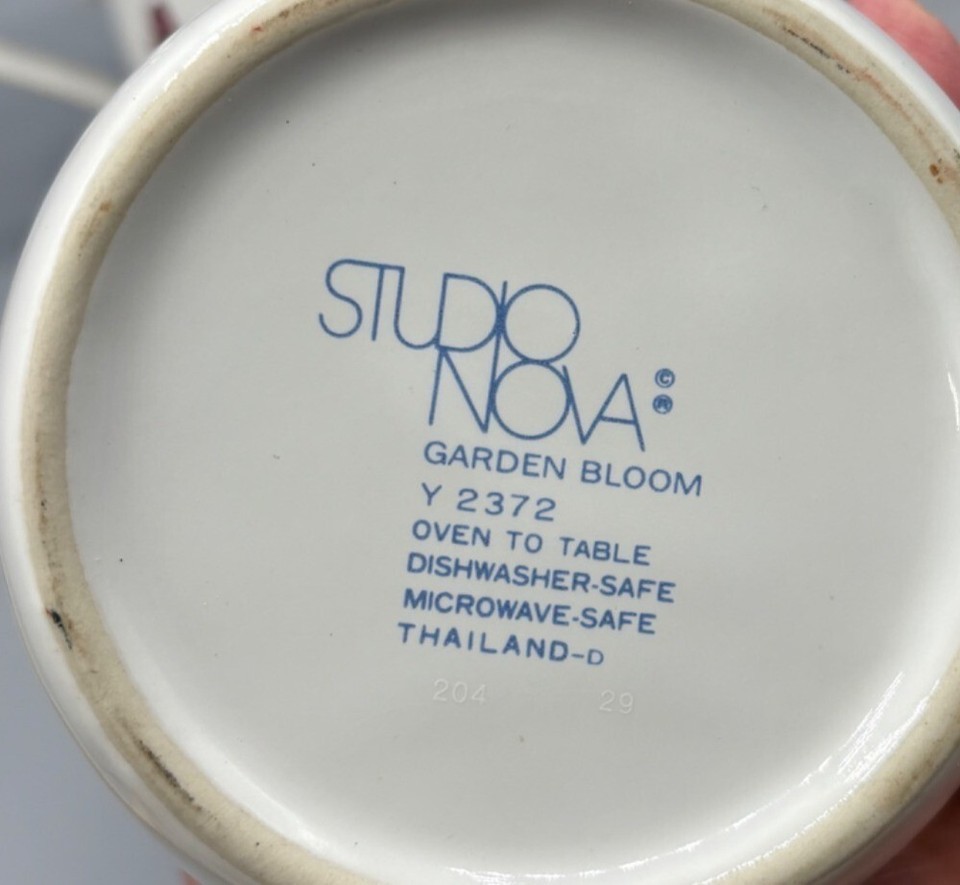 STUDIO
NOVA ©
®
GARDEN BLOOM
Y 2372
OVEN TO TABLE
DISHWASHER-SAFE
MICROWAVE-SAFE
THAILAND-D
204 29